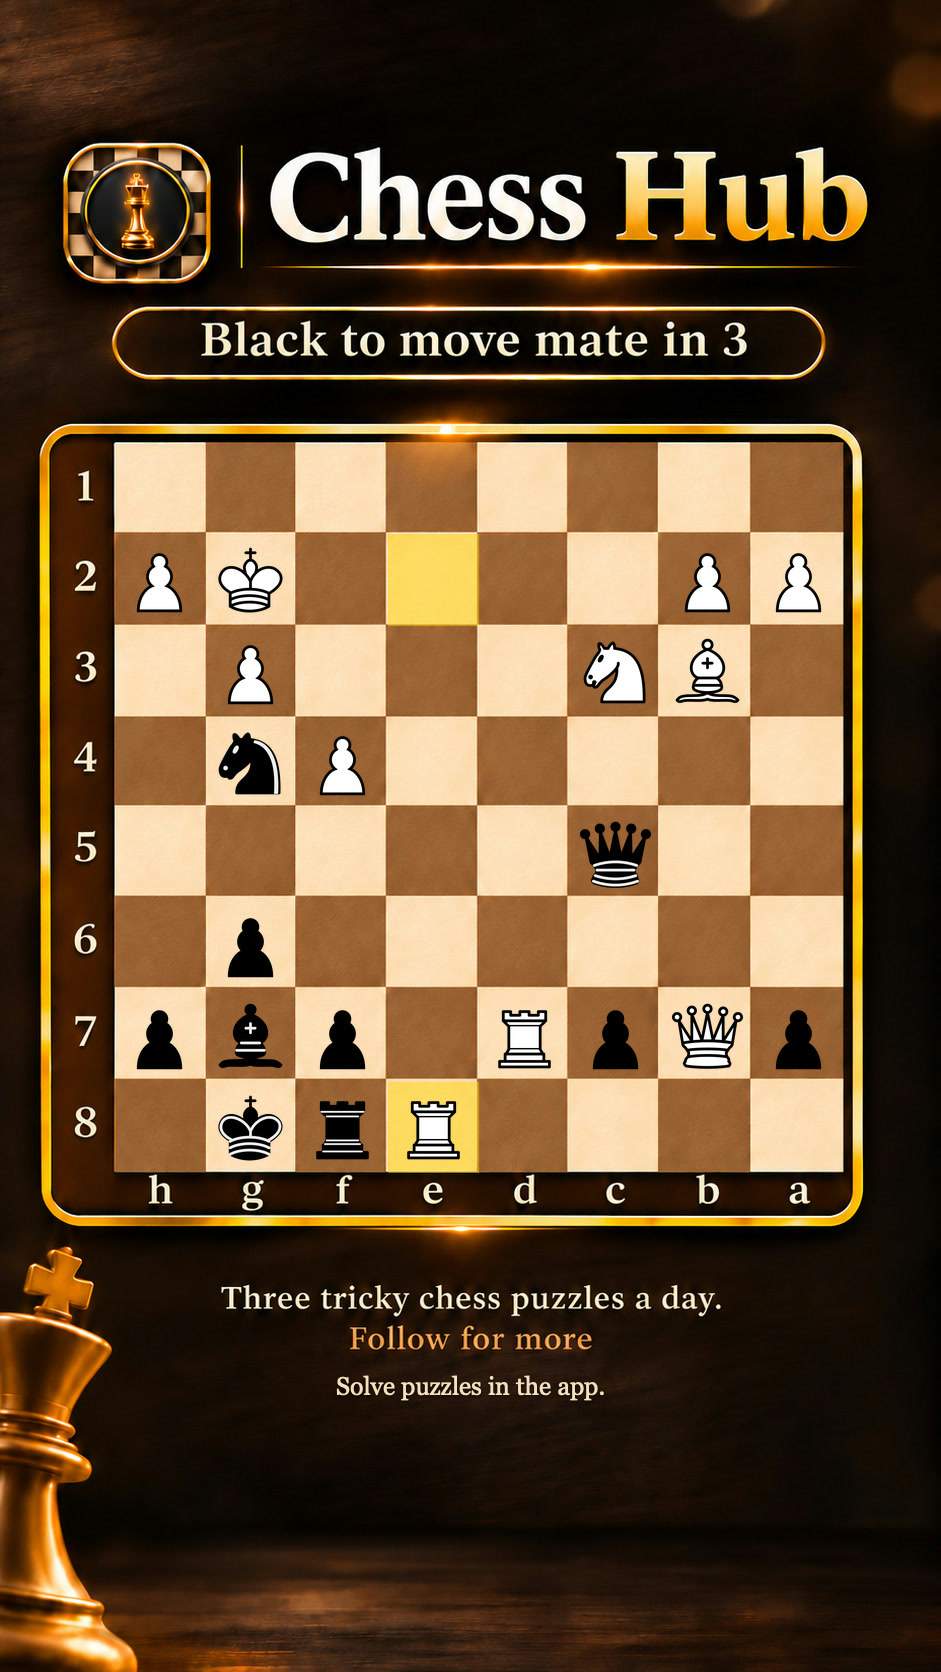 Chess Hub
Black to move mate in 3
1
2
3
4
5
6
7
8
h g f e d c b a
Three tricky chess puzzles a day.
Follow for more
Solve puzzles in the app.